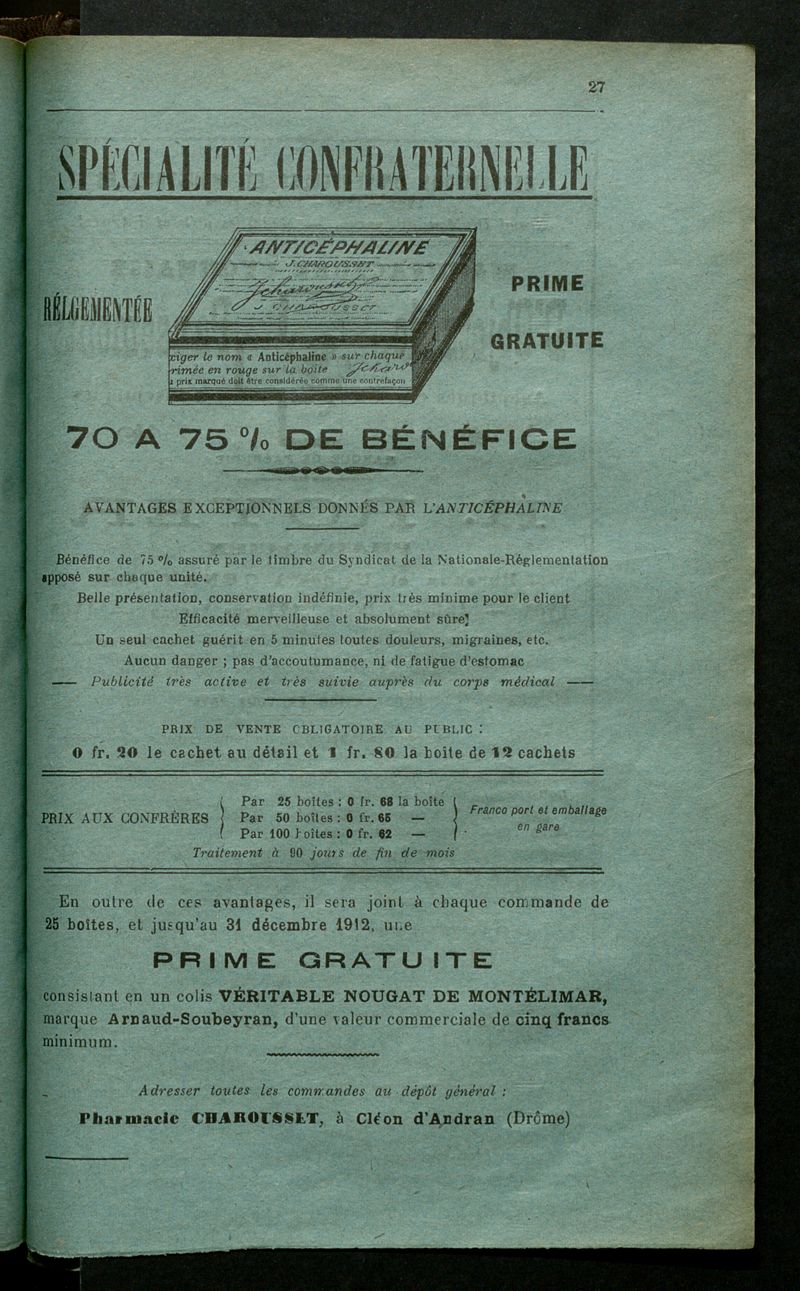 27
SPÉCIALITÉ CONFRATERNELLE
ANTICÉPHALINE
J. CHAROUSSET
RÉLGEMENTÉE
PRIME
GRATUITE
J CHAROUSSET
xiger le nom « Anticéphaline » sur chaque
rimée en rouge sur la boîte
prix marqué doit être considérée comme une contrefaçon
70 A 75 % DE BÉNÉFICE
AVANTAGES EXCEPTIONNELS DONNÉS PAR L'ANTICÉPHALINE
Bénéfice de 75 % assuré par le timbre du Syndicat de la Nationale-Réglementation
apposé sur chaque unité.
Belle présentation, conservation indéfinie, prix très minime pour le client
Efficacité merveilleuse et absolument sûre
Un seul cachet guérit en 5 minutes toutes douleurs, migraines, etc.
Aucun danger ; pas d'accoutumance, ni de fatigue d'estomac
— Publicité très active et très suivie auprès du corps médical —
PRIX DE VENTE OBLIGATOIRE AU PUBLIC :
0 fr. 20 le cachet au détail et 1 fr. 80 la boîte de 12 cachets
PRIX AUX CONFRÈRES
Par 25 boîtes : 0 fr. 68 la boîte
Par 50 boîtes : 0 fr. 65 —
Par 100 boîtes : 0 fr. 62 —
Franco port et emballage
en gare
Traitement à 90 jours de fin de mois
En outre de ces avantages, il sera joint à chaque commande de
25 boîtes, et jusqu'au 31 décembre 1912, une
PRIME GRATUITE
consistant en un colis VÉRITABLE NOUGAT DE MONTÉLIMAR,
marque Arnaud-Soubeyran, d'une valeur commerciale de cinq francs
minimum.
Adresser toutes les commandes au dépôt général :
Pharmacie CHAROUSSET, à Cléon d'Andran (Drôme)